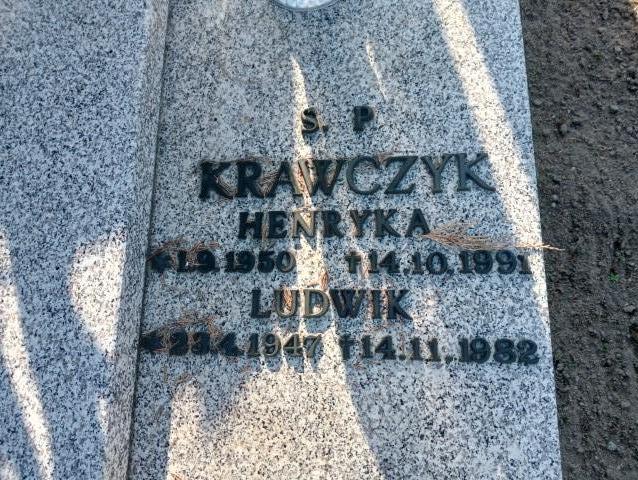 Ś. P
KRAWCZYK
HENRYKA
* 1.9.1950 † 14.10.1991
LUDWIK
* 23.4.1947 † 14.11.1982